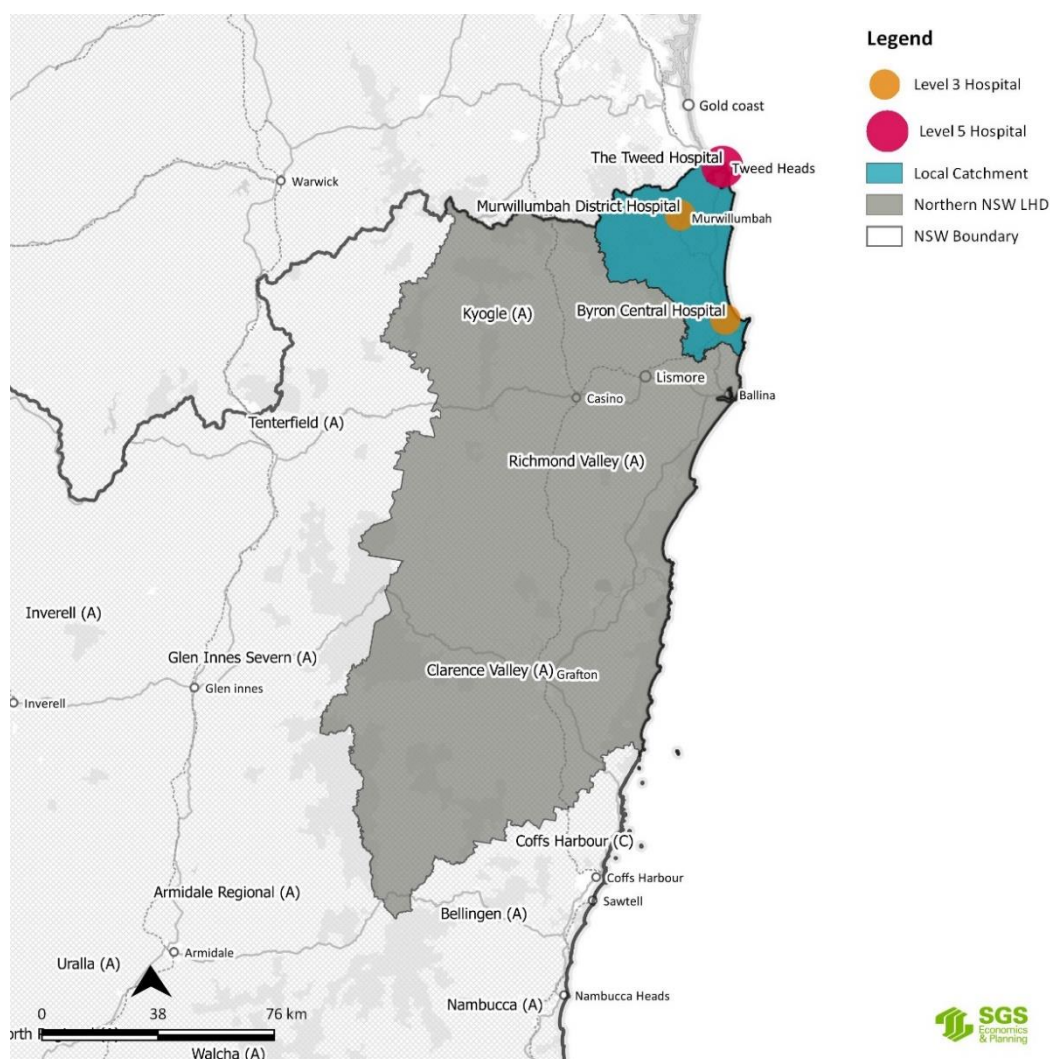 Legend
Level 3 Hospital
Level 5 Hospital
Local Catchment
Northern NSW LHD
NSW Boundary
Gold coast
The Tweed Hospital
Tweed Heads
Warwick
Murwillumbah District Hospital
Murwillumbah
Kyogle (A)
Byron Central Hospital
Lismore
Casino
Ballina
Tenterfield (A)
Richmond Valley (A)
Inverell (A)
Glen Innes Severn (A)
Clarence Valley (A)
Grafton
Glen innes
Inverell
Coffs Harbour (C)
Coffs Harbour
Armidale Regional (A)
Sawtell
Bellingen (A)
Armidale
Uralla (A)
Nambucca (A)
Nambucca Heads
0 38 76 km
Walcha (A)
SGS
Economics
& Planning